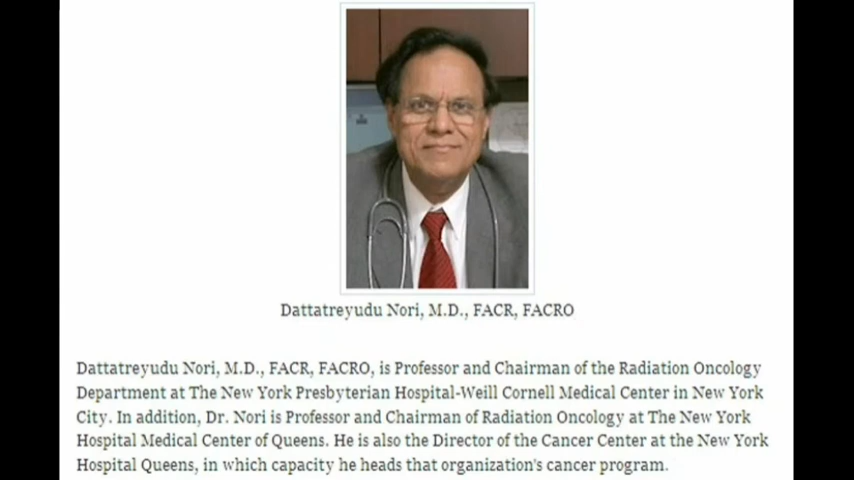 Dattatreyudu Nori, M.D., FACR, FACRO
Dattatreyudu Nori, M.D., FACR, FACRO, is Professor and Chairman of the Radiation Oncology
Department at The New York Presbyterian Hospital-Weill Cornell Medical Center in New York
City. In addition, Dr. Nori is Professor and Chairman of Radiation Oncology at The New York
Hospital Medical Center of Queens. He is also the Director of the Cancer Center at the New York
Hospital Queens, in which capacity he heads that organization's cancer program.